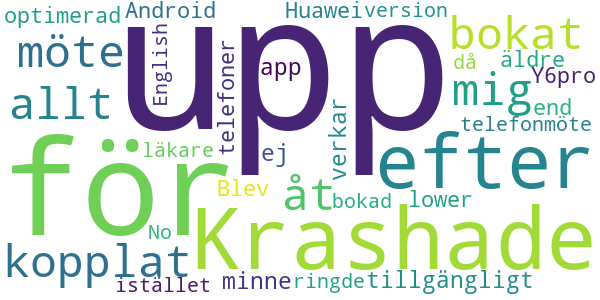 optimerad Android Huawei version
möte English upp bokat
telefoner app då äldre
allt mig Y6pro
verkar end
för läkare ej efter telefonmöte
Blev åt bokad lower
No Krashade
kopplat istället minne ringde tillgängligt